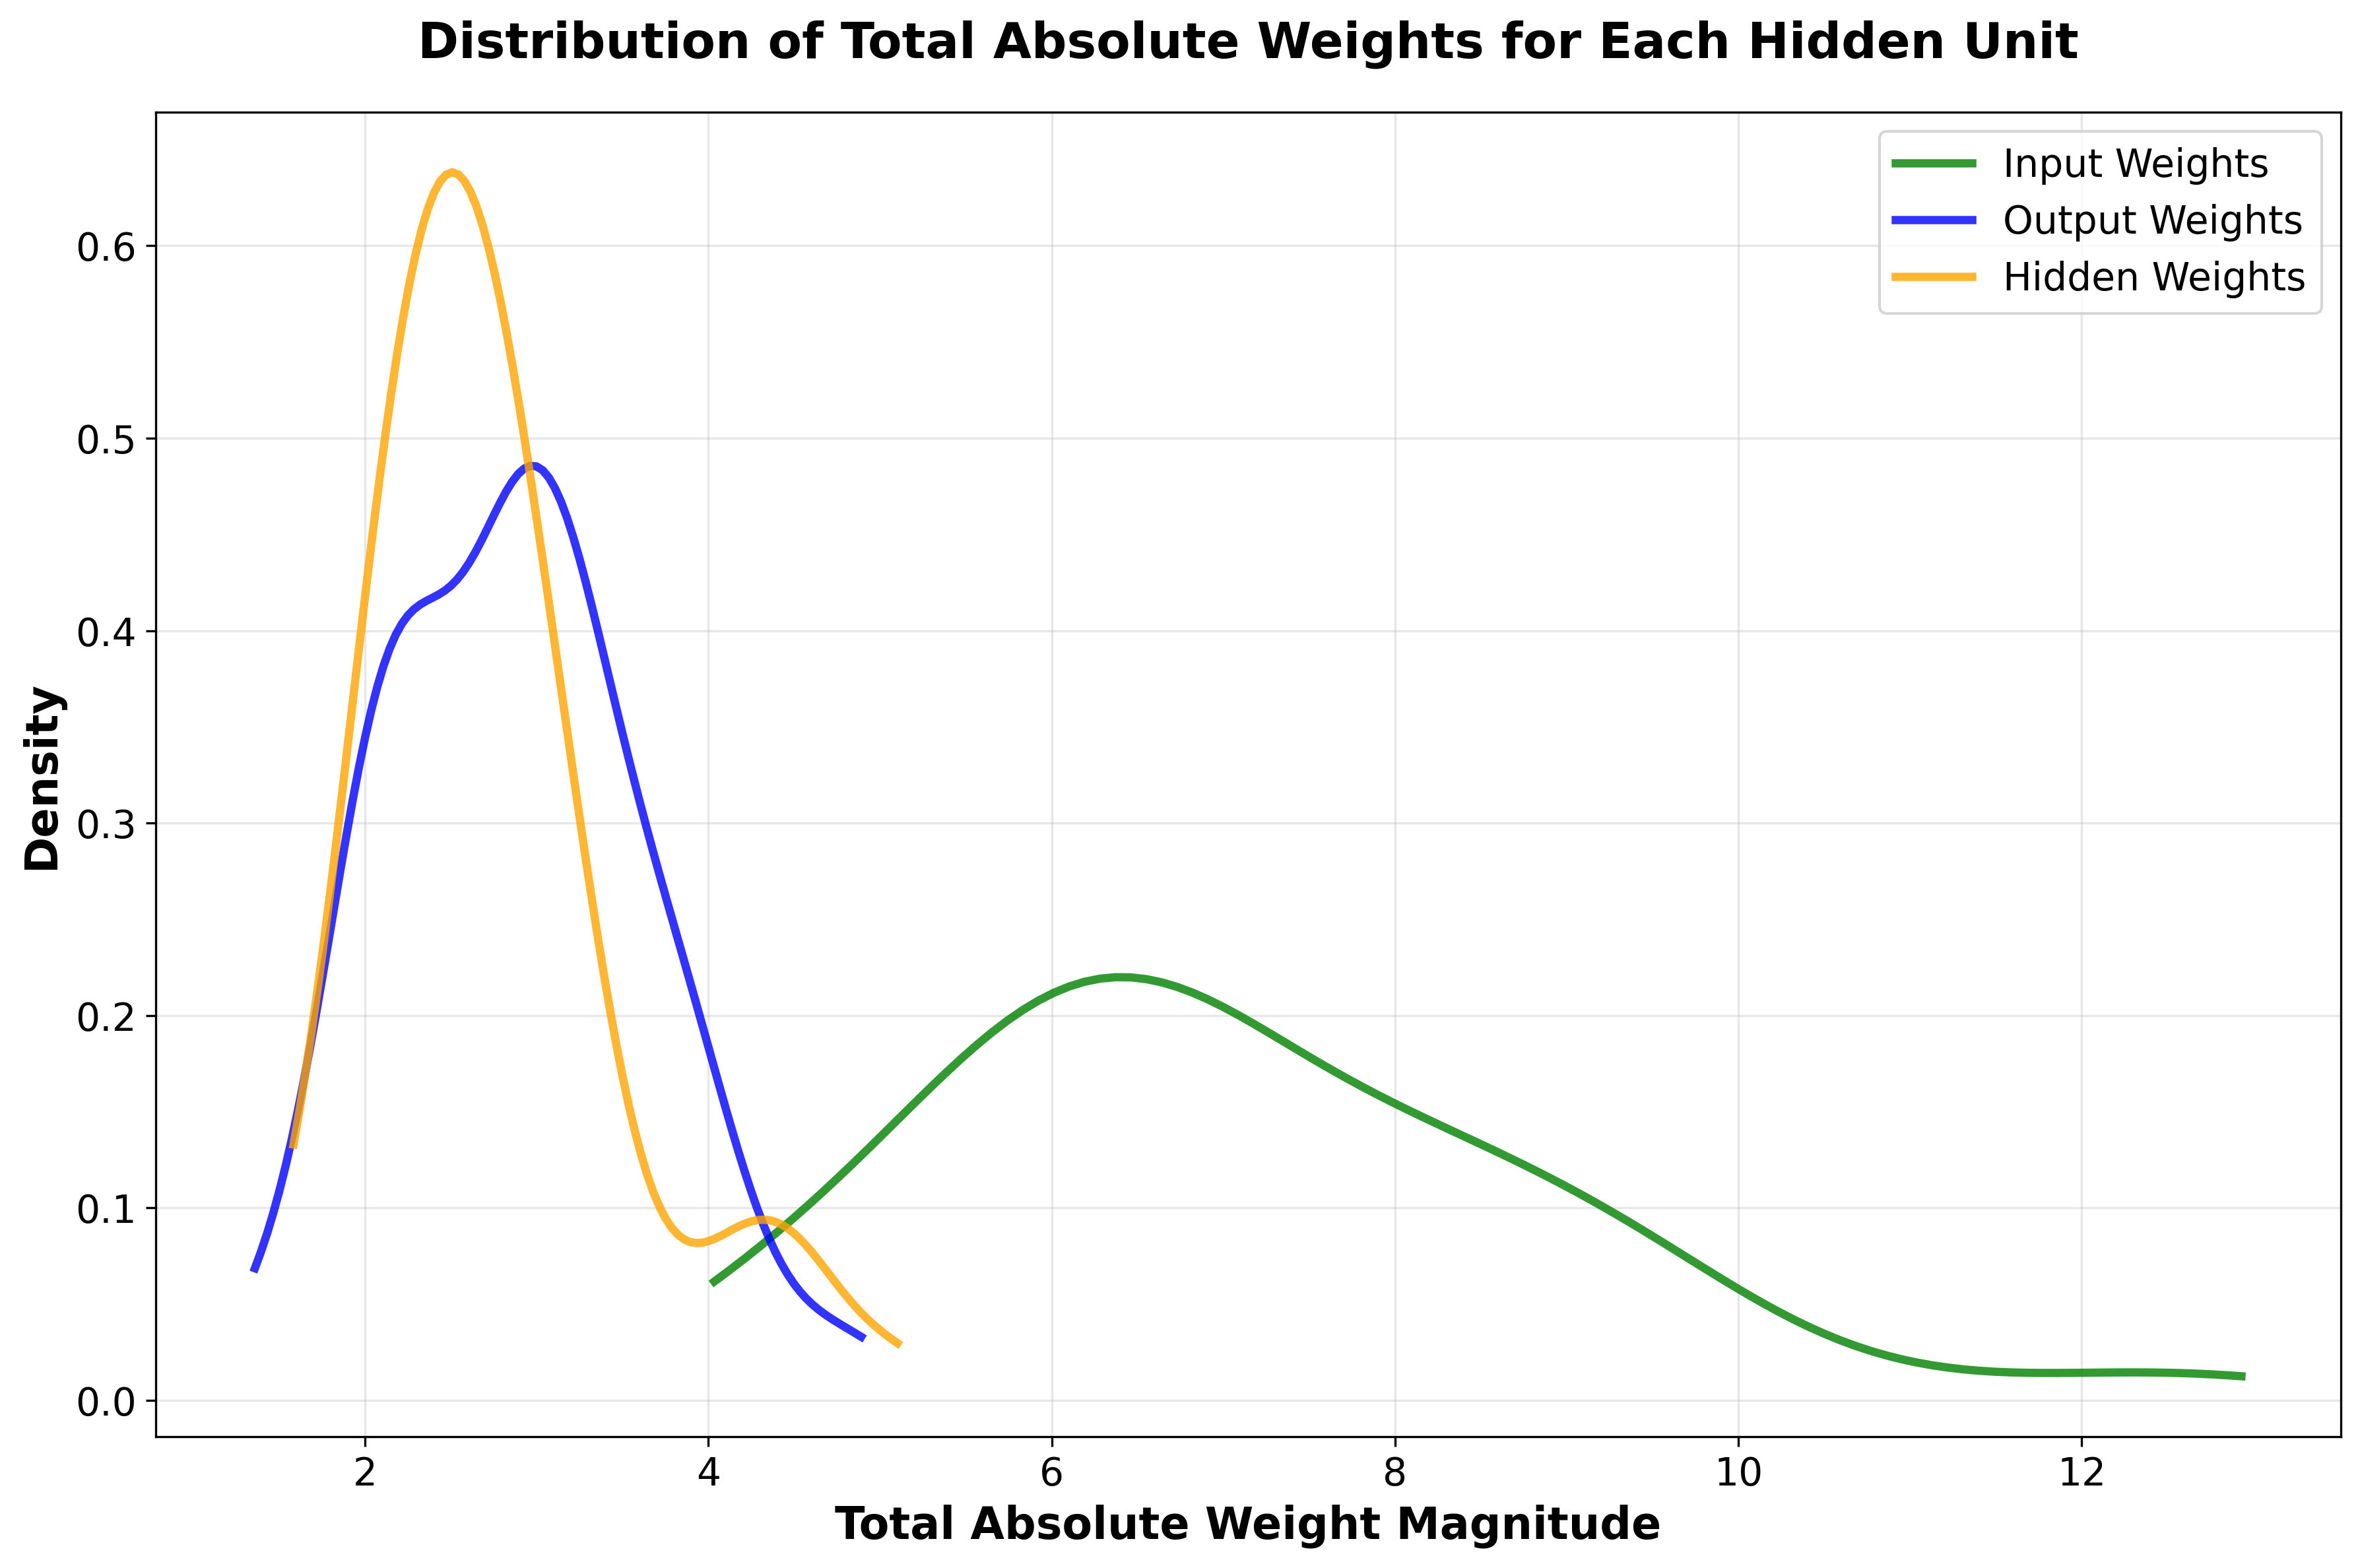 Distribution of Total Absolute Weights for Each Hidden Unit
Input Weights
Output Weights
Hidden Weights
Density
0.6
0.5
0.4
0.3
0.2
0.1
0.0
2 4 6 8 10 12
Total Absolute Weight Magnitude